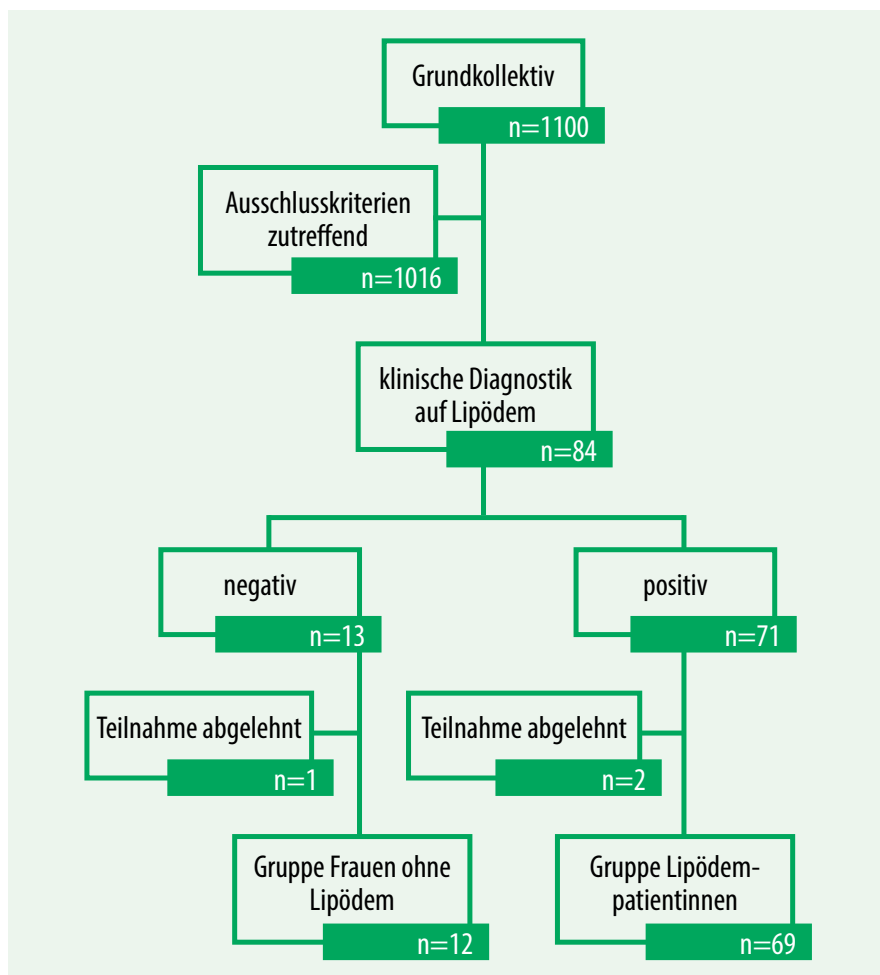 Grundkollektiv
n=1100
Ausschlusskriterien
zutreffend
n=1016
klinische Diagnostik
auf Lipödem
n=84
negativ
n=13
positiv
n=71
Teilnahme abgelehnt
n=1
Teilnahme abgelehnt
n=2
Gruppe Frauen ohne
Lipödem
n=12
Gruppe Lipödem-
patientinnen
n=69